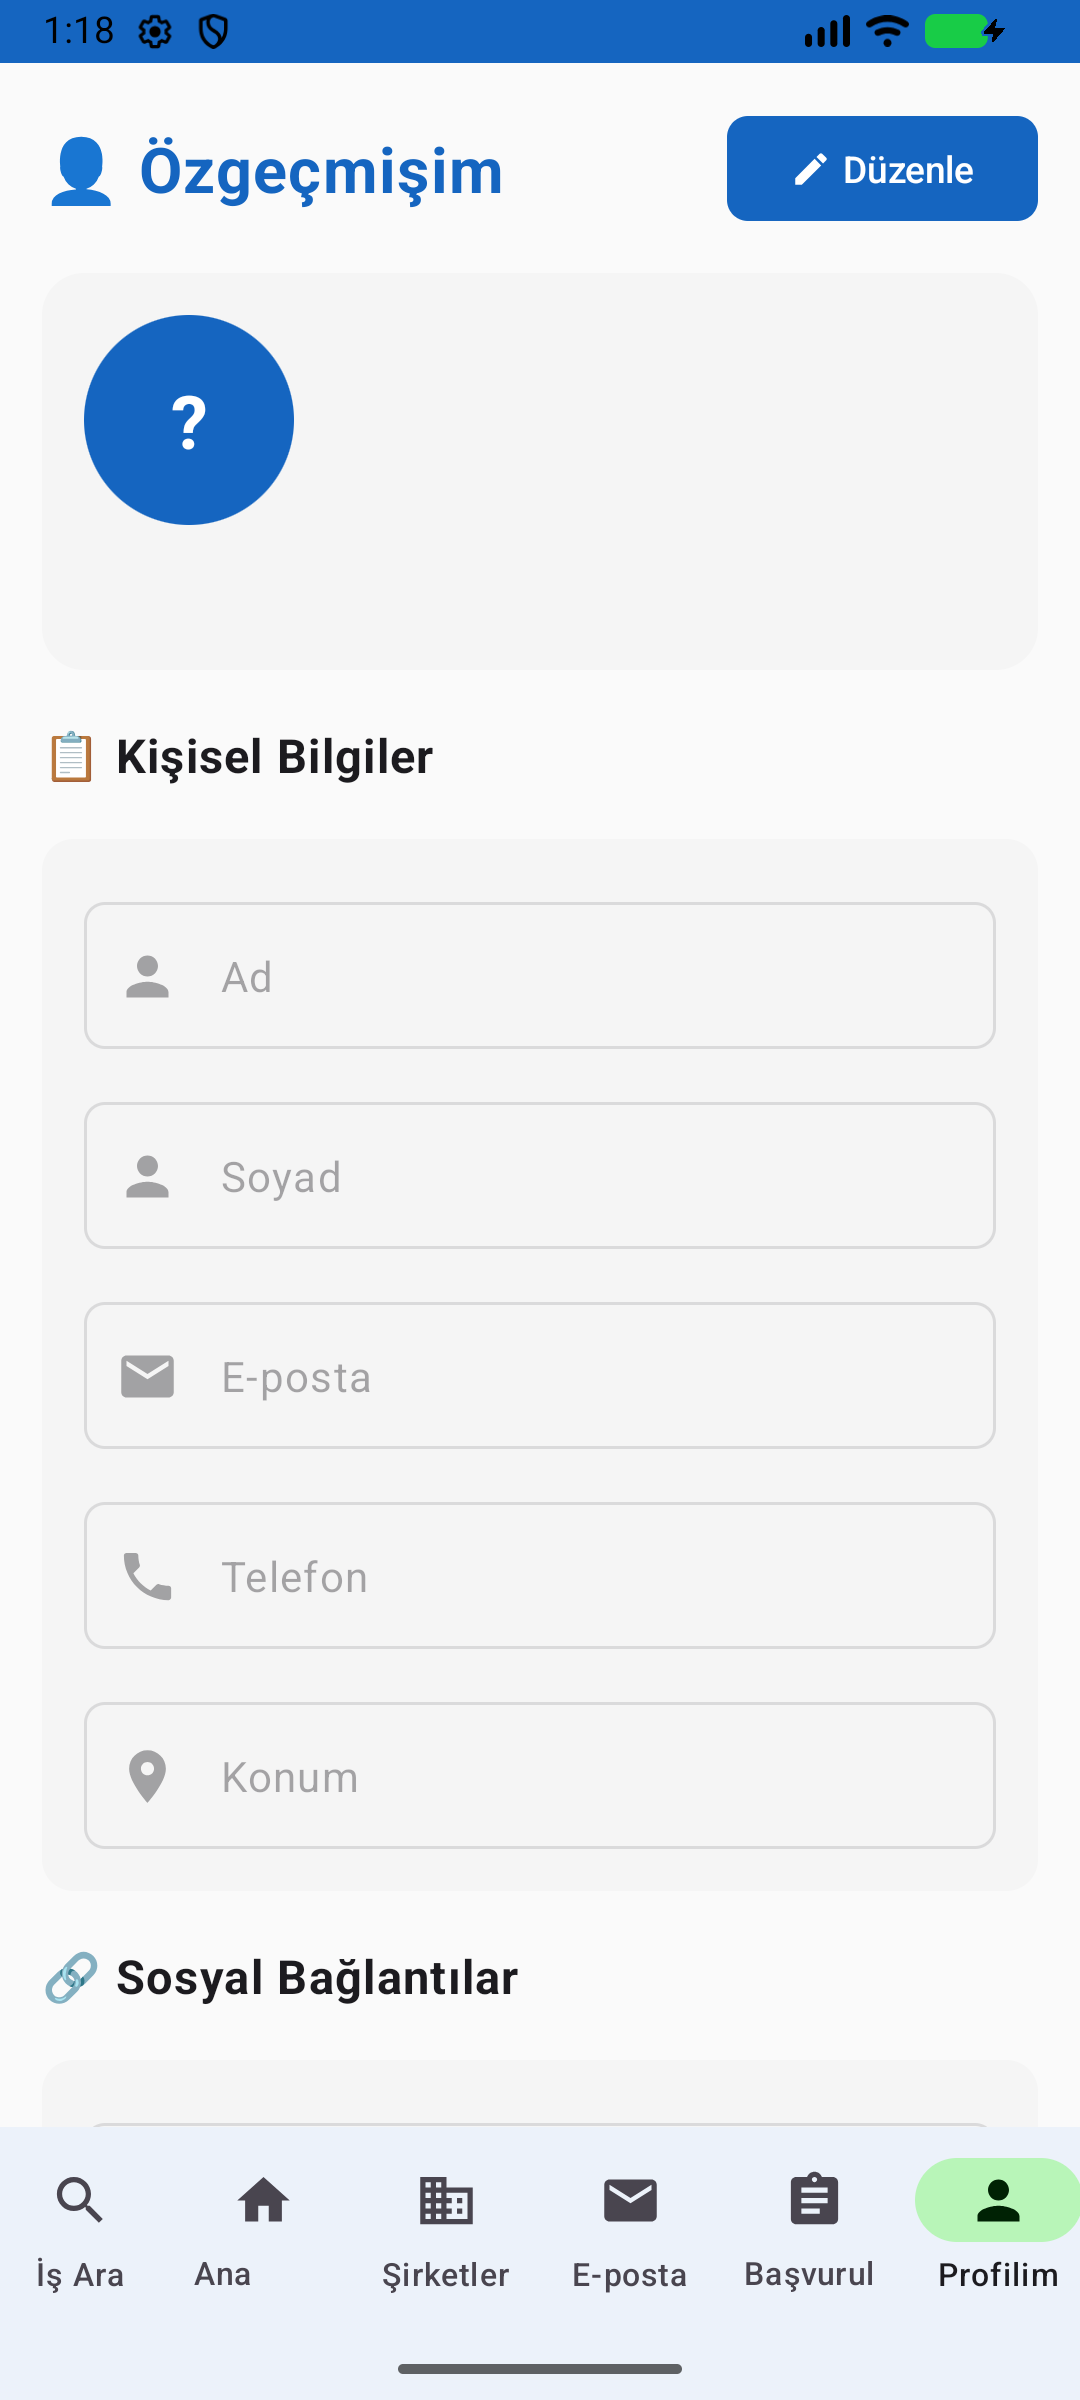 1:18
Özgeçmişim
Düzenle
?
Kişisel Bilgiler
Ad
Soyad
E-posta
Telefon
Konum
Sosyal Bağlantılar
İş Ara
Ana
Şirketler
E-posta
Başvurul
Profilim